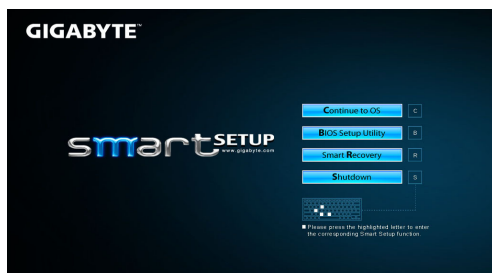 GIGABYTE™
smart SETUP
www.gigabyte.com
Continue to OS C
BIOS Setup Utility B
Smart Recovery R
Shutdown S
Please press the highlighted letter to enter
the corresponding Smart Setup function.